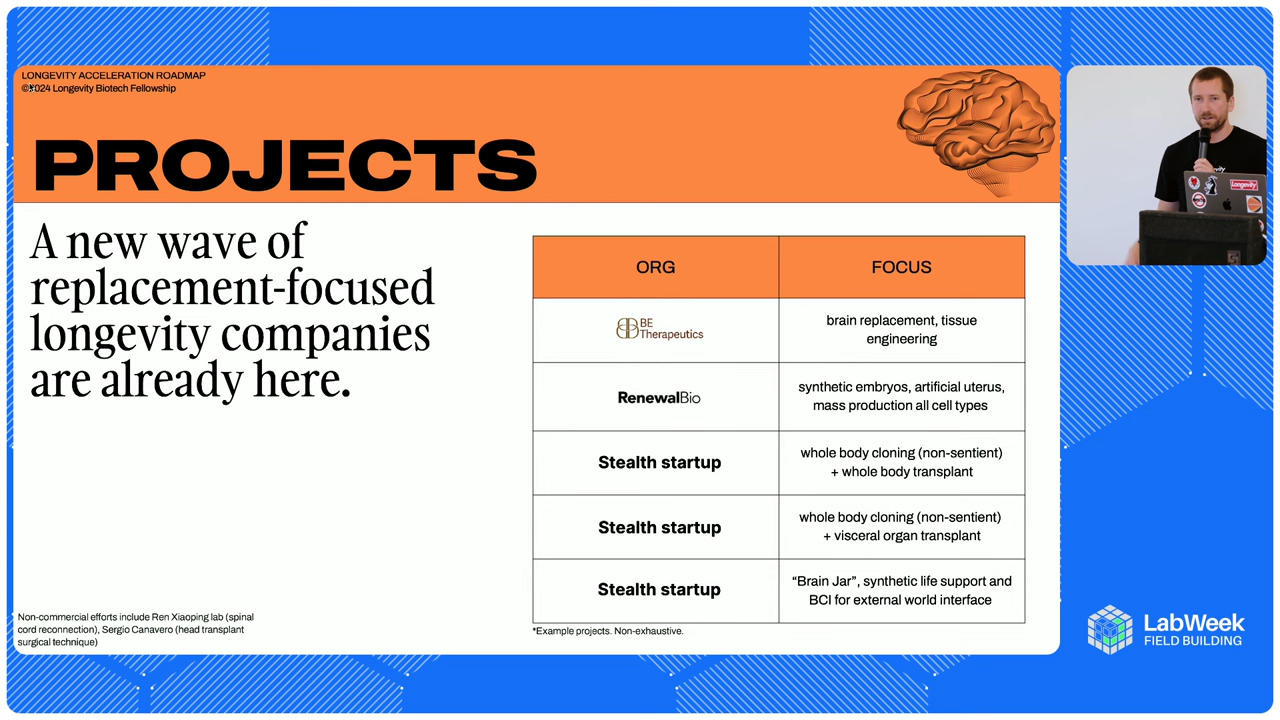 LONGEVITY ACCELERATION ROADMAP
©2024 Longevity Biotech Fellowship
PROJECTS
A new wave of
replacement-focused
longevity companies
are already here.
ORG
FOCUS
BE
Therapeutics
brain replacement, tissue
engineering
RenewalBio
synthetic embryos, artificial uterus,
mass production all cell types
Stealth startup
whole body cloning (non-sentient)
+ whole body transplant
Stealth startup
whole body cloning (non-sentient)
+ visceral organ transplant
Stealth startup
“Brain Jar”, synthetic life support and
BCI for external world interface
*Example projects. Non-exhaustive.
Non-commercial efforts include Ren Xiaoping lab (spinal
cord reconnection), Sergio Canavero (head transplant
surgical technique)
Longevity
LabWeek
FIELD BUILDING